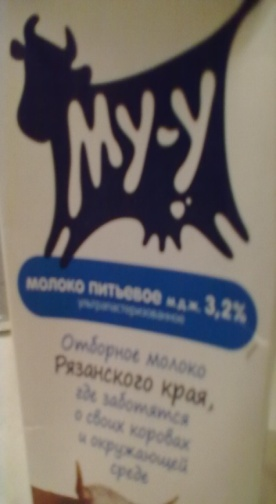 Му-у
молоко питьевое м.д.ж. 3,2%
ультрапастеризованное
Отборное молоко
Рязанского края,
где заботятся
о своих коровах
и окружающей
среде